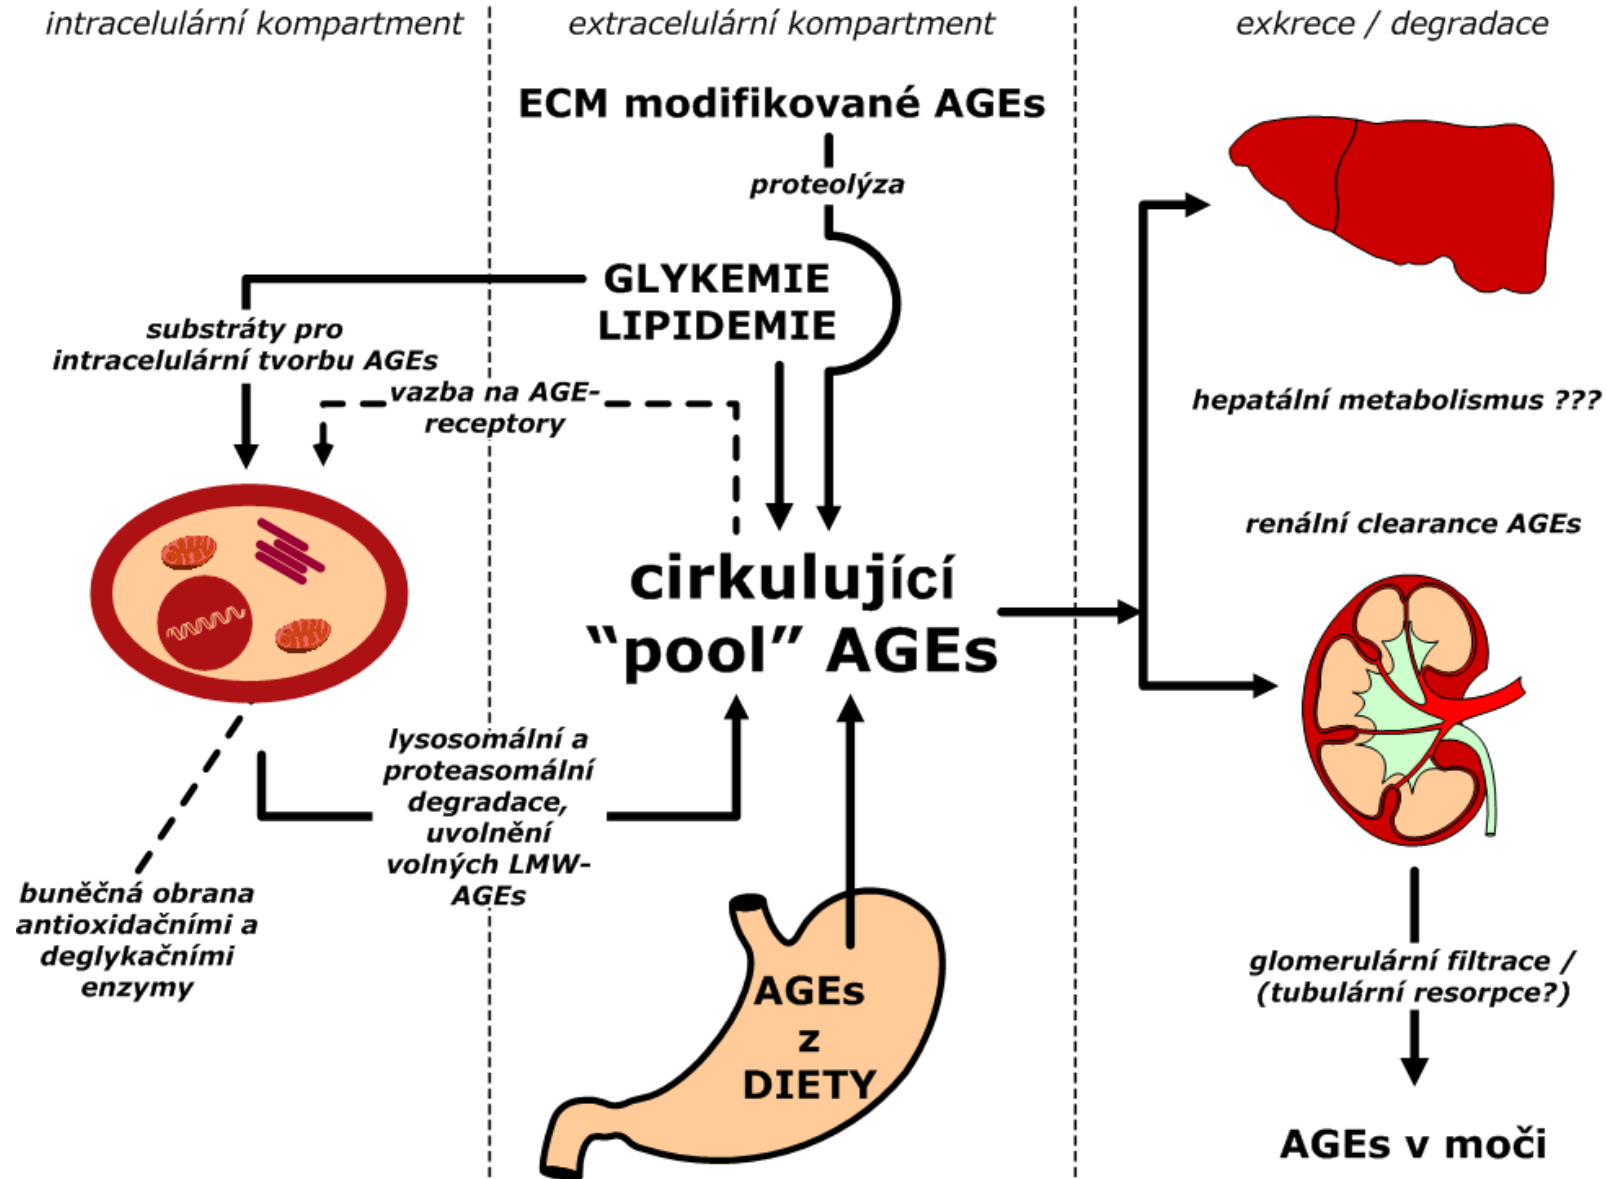 intracelulární kompartment
extracelulární kompartment
exkrece / degradace
ECM modifikované AGEs
proteolýza
GLYKEMIE
LIPIDEMIE
substráty pro
intracelulární tvorbu AGEs
vazba na AGE-
receptory
hepatální metabolismus ???
renální clearance AGEs
cirkulující
“pool” AGEs
lysosomální a
proteasomální
degradace,
uvolnění
volných LMW-
AGEs
buněčná obrana
antioxidačními a
deglykačními
enzymy
AGEs
z
DIETY
glomerulární filtrace /
(tubulární resorpce?)
AGEs v moči